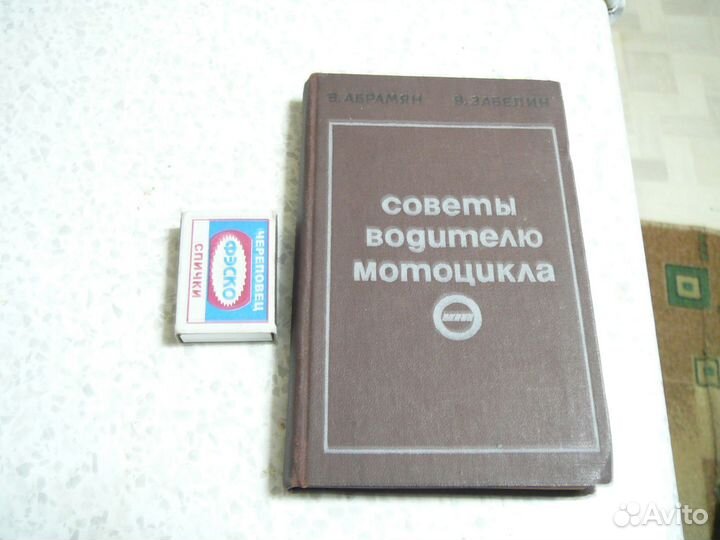 В. АБРАМЯН В. ЗАБЕЛИН
советы
водителю
мотоцикла
ЧЕРЕПОВЕЦ
ФЭСКО
СПИЧКИ
Avito